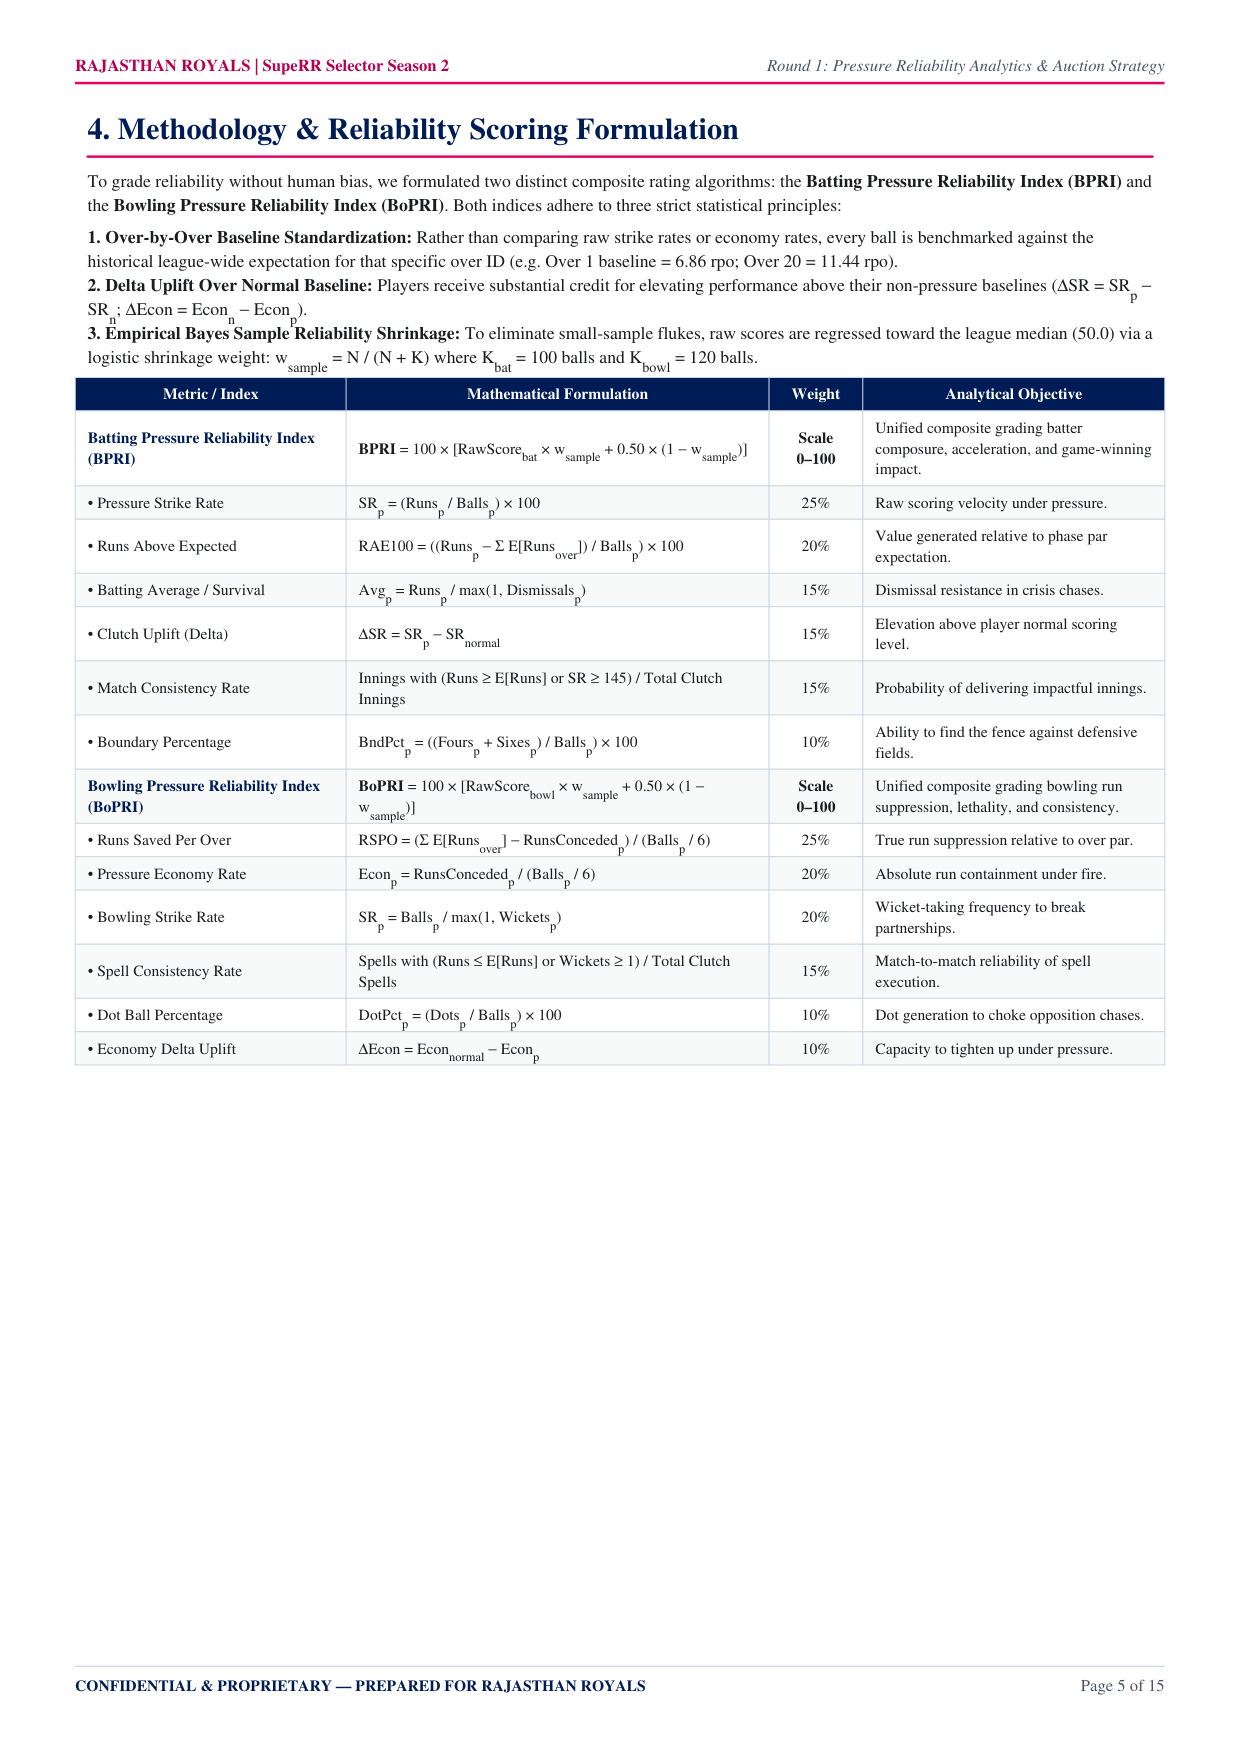 RAJASTHAN ROYALS | SupeRR Selector Season 2
Round 1: Pressure Reliability Analytics & Auction Strategy
4. Methodology & Reliability Scoring Formulation
To grade reliability without human bias, we formulated two distinct composite rating algorithms: the Batting Pressure Reliability Index (BPRI) and
the Bowling Pressure Reliability Index (BoPRI). Both indices adhere to three strict statistical principles:
1. Over-by-Over Baseline Standardization: Rather than comparing raw strike rates or economy rates, every ball is benchmarked against the
historical league-wide expectation for that specific over ID (e.g. Over 1 baseline = 6.86 rpo; Over 20 = 11.44 rpo).
2. Delta Uplift Over Normal Baseline: Players receive substantial credit for elevating performance above their non-pressure baselines (ΔSR = SRp −
SRn; ΔEcon = Econn − Econp).
3. Empirical Bayes Sample Reliability Shrinkage: To eliminate small-sample flukes, raw scores are regressed toward the league median (50.0) via a
logistic shrinkage weight: wsample = N / (N + K) where Kbat = 100 balls and Kbowl = 120 balls.
Metric / Index Mathematical Formulation Weight Analytical Objective
Batting Pressure Reliability Index
(BPRI)
BPRI = 100 × [RawScorebat × wsample + 0.50 × (1 − wsample)]
Scale
0–100
Unified composite grading batter
composure, acceleration, and game-winning
impact.
• Pressure Strike Rate SRp = (Runsp / Ballsp) × 100 25% Raw scoring velocity under pressure.
• Runs Above Expected RAE100 = ((Runsp − Σ E[Runsover]) / Ballsp) × 100 20%
Value generated relative to phase par
expectation.
• Batting Average / Survival Avgp = Runsp / max(1, Dismissalsp) 15% Dismissal resistance in crisis chases.
• Clutch Uplift (Delta) ΔSR = SRp − SRnormal 15%
Elevation above player normal scoring
level.
• Match Consistency Rate
Innings with (Runs ≥ E[Runs] or SR ≥ 145) / Total Clutch
Innings
15% Probability of delivering impactful innings.
• Boundary Percentage BndPctp = ((Foursp + Sixesp) / Ballsp) × 100 10%
Ability to find the fence against defensive
fields.
Bowling Pressure Reliability Index
(BoPRI)
BoPRI = 100 × [RawScorebowl × wsample + 0.50 × (1 −
wsample)]
Scale
0–100
Unified composite grading bowling run
suppression, lethality, and consistency.
• Runs Saved Per Over RSPO = (Σ E[Runsover] − RunsConcededp) / (Ballsp / 6) 25% True run suppression relative to over par.
• Pressure Economy Rate Econp = RunsConcededp / (Ballsp / 6) 20% Absolute run containment under fire.
• Bowling Strike Rate SRp = Ballsp / max(1, Wicketsp) 20%
Wicket-taking frequency to break
partnerships.
• Spell Consistency Rate
Spells with (Runs ≤ E[Runs] or Wickets ≥ 1) / Total Clutch
Spells
15%
Match-to-match reliability of spell
execution.
• Dot Ball Percentage DotPctp = (Dotsp / Ballsp) × 100 10% Dot generation to choke opposition chases.
• Economy Delta Uplift ΔEcon = Econnormal − Econp 10% Capacity to tighten up under pressure.
CONFIDENTIAL & PROPRIETARY — PREPARED FOR RAJASTHAN ROYALS
Page 5 of 15